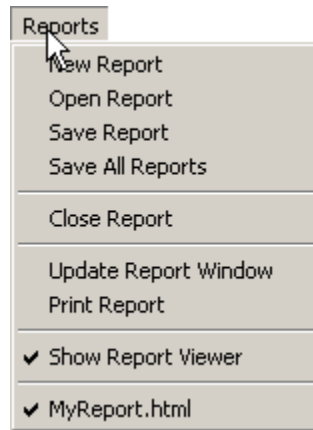 Reports
New Report
Open Report
Save Report
Save All Reports
Close Report
Update Report Window
Print Report
Show Report Viewer
MyReport.html